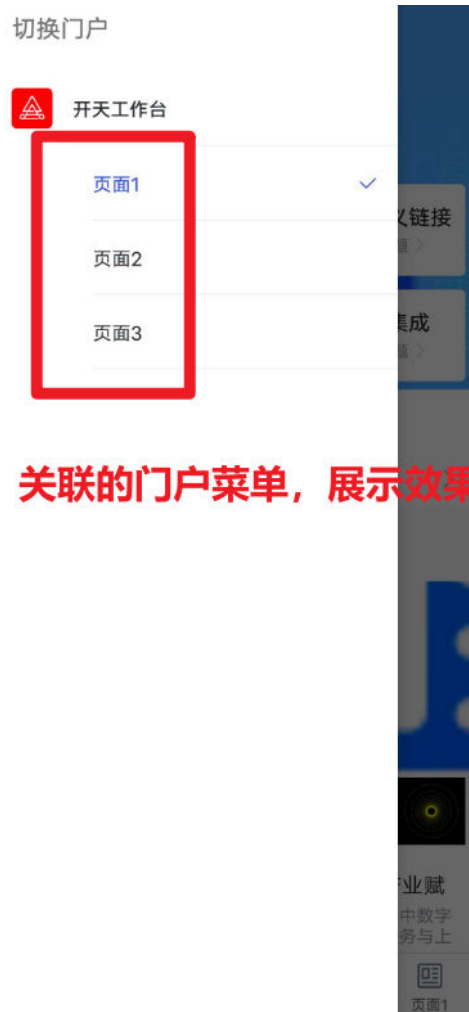 切换门户
开天工作台
页面1
义链接
题 >
页面2
集成
题 >
页面3
关联的门户菜单，展示效果
业赋
中数字
务与上
页面1